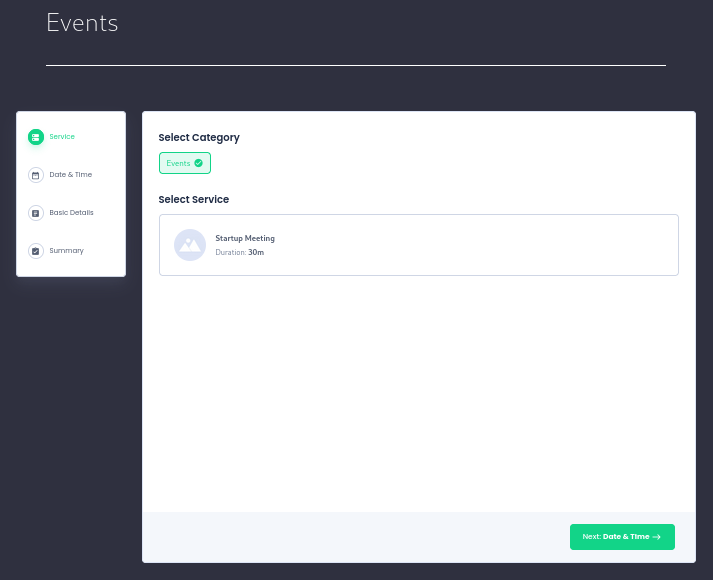 Events
Service
Date & Time
Basic Details
Summary
Select Category
Events
Select Service
Startup Meeting
Duration: 30m
Next: Date & Time →